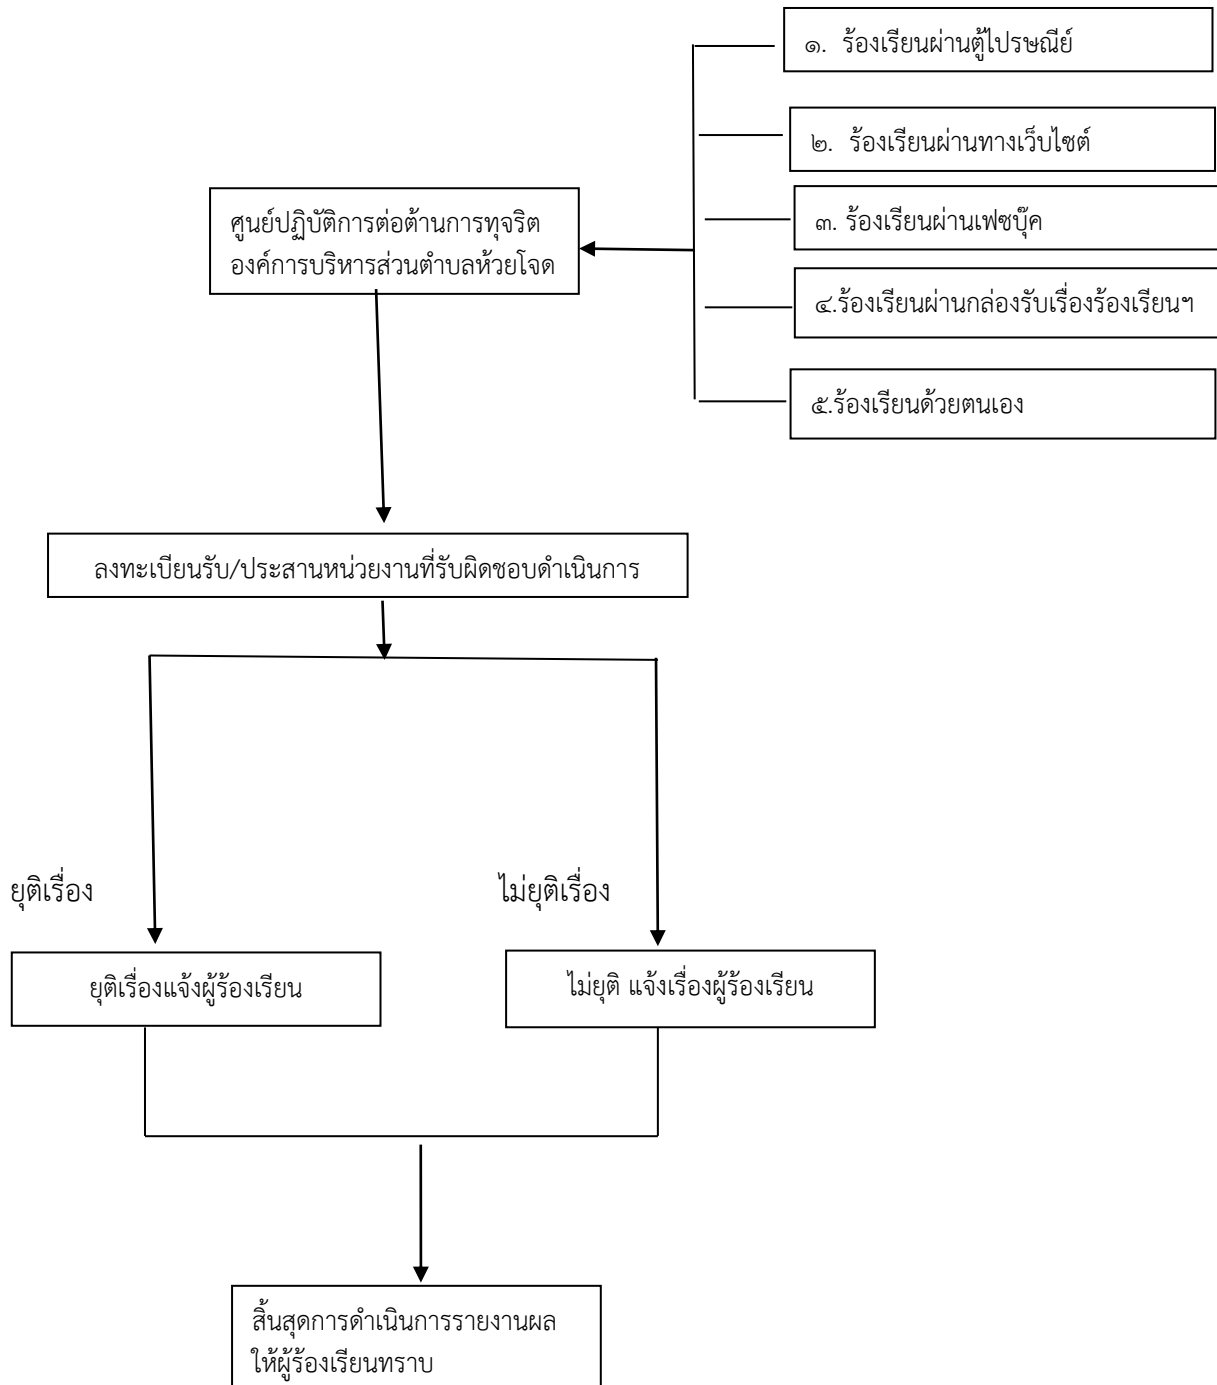 ๑. ร้องเรียนผ่านตู้ไปรษณีย์
๒. ร้องเรียนผ่านทางเว็บไซต์
๓. ร้องเรียนผ่านเฟซบุ๊ค
๔.ร้องเรียนผ่านกล่องรับเรื่องร้องเรียนฯ
๕.ร้องเรียนด้วยตนเอง
ศูนย์ปฏิบัติการต่อต้านการทุจริต
องค์การบริหารส่วนตำบลห้วยโจด
ลงทะเบียนรับ/ประสานหน่วยงานที่รับผิดชอบดำเนินการ
ยุติเรื่อง
ไม่ยุติเรื่อง
ยุติเรื่องแจ้งผู้ร้องเรียน
ไม่ยุติ แจ้งเรื่องผู้ร้องเรียน
สิ้นสุดการดำเนินการรายงานผล
ให้ผู้ร้องเรียนทราบ